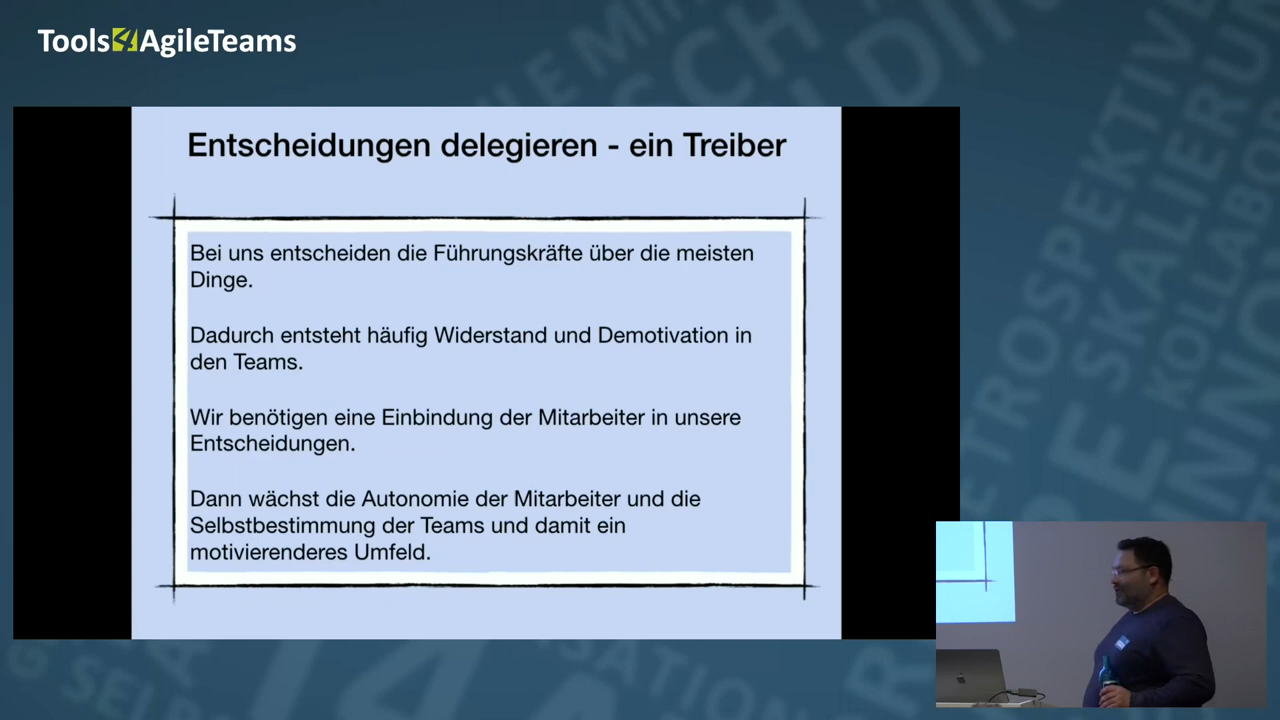 Tools4AgileTeams
Entscheidungen delegieren - ein Treiber
Bei uns entscheiden die Führungskräfte über die meisten
Dinge.
Dadurch entsteht häufig Widerstand und Demotivation in
den Teams.
Wir benötigen eine Einbindung der Mitarbeiter in unsere
Entscheidungen.
Dann wächst die Autonomie der Mitarbeiter und die
Selbstbestimmung der Teams und damit ein
motivierenderes Umfeld.